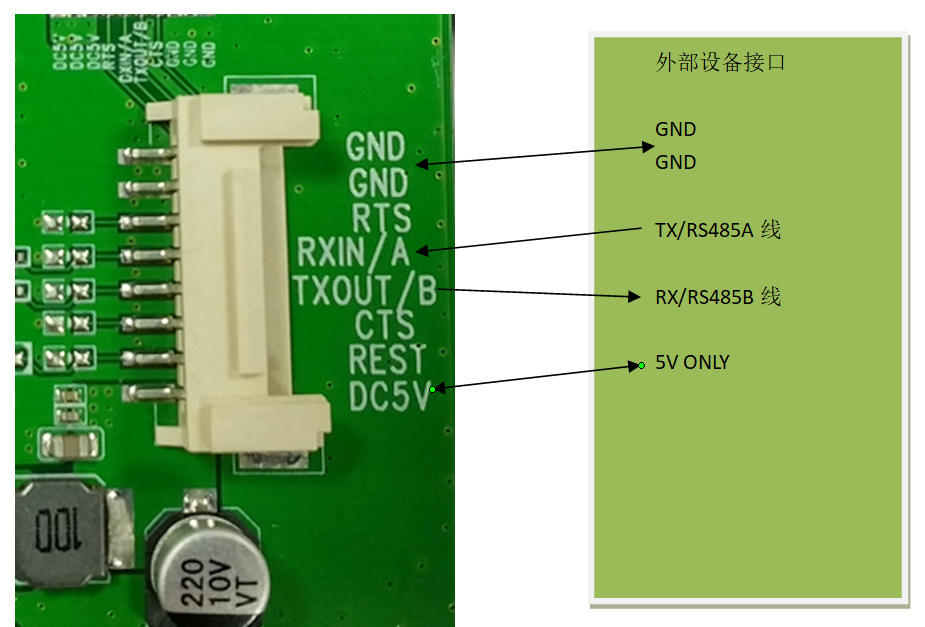 DC5V
DC5V
DC5V
RTS
DXIN/A
TXOUT/B
CTS
GND
GND
GND
GND
GND
RTS
RXIN/A
TXOUT/B
CTS
REST
DC5V
100
220
10V
VT
外部设备接口
GND
GND
TX/RS485A 线
RX/RS485B 线
5V ONLY